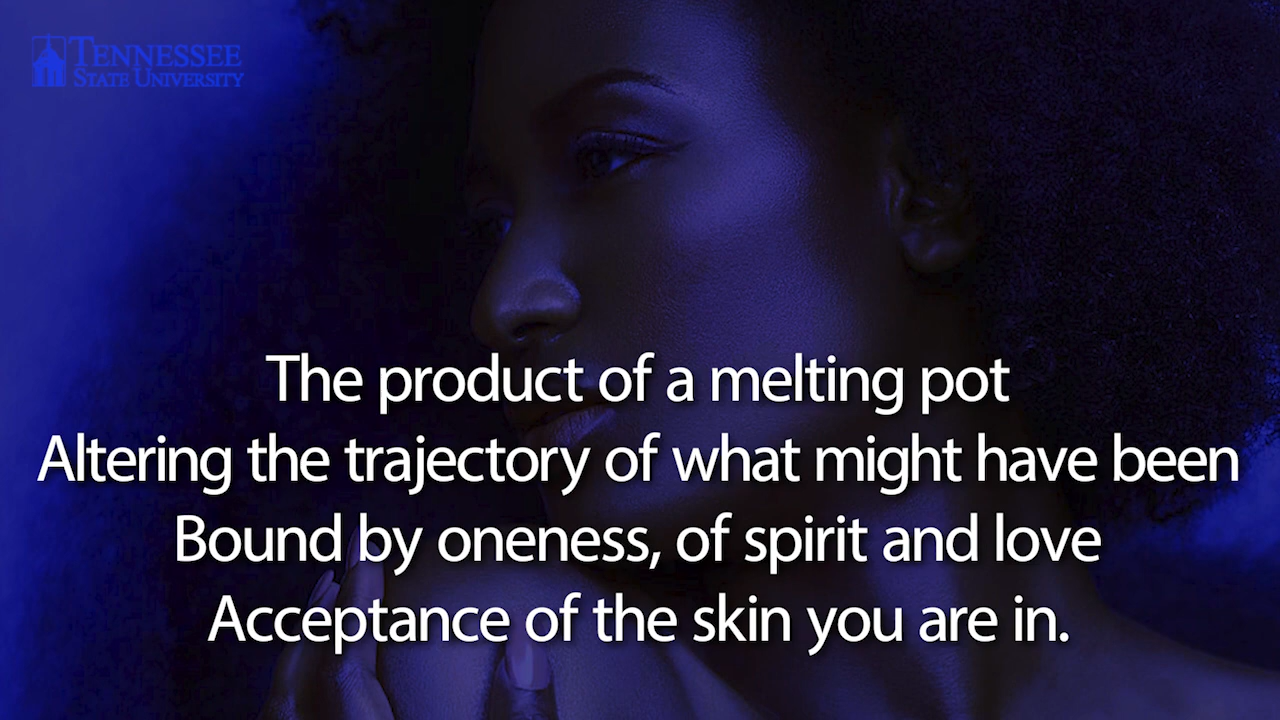 TENNESSEE
STATE UNIVERSITY
The product of a melting pot
Altering the trajectory of what might have been
Bound by oneness, of spirit and love
Acceptance of the skin you are in.